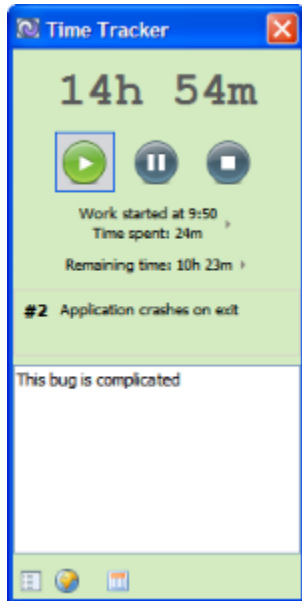 Time Tracker
14h 54m
Work started at 9:50
Time spent: 24m
Remaining time: 10h 23m
#2 Application crashes on exit
This bug is complicated